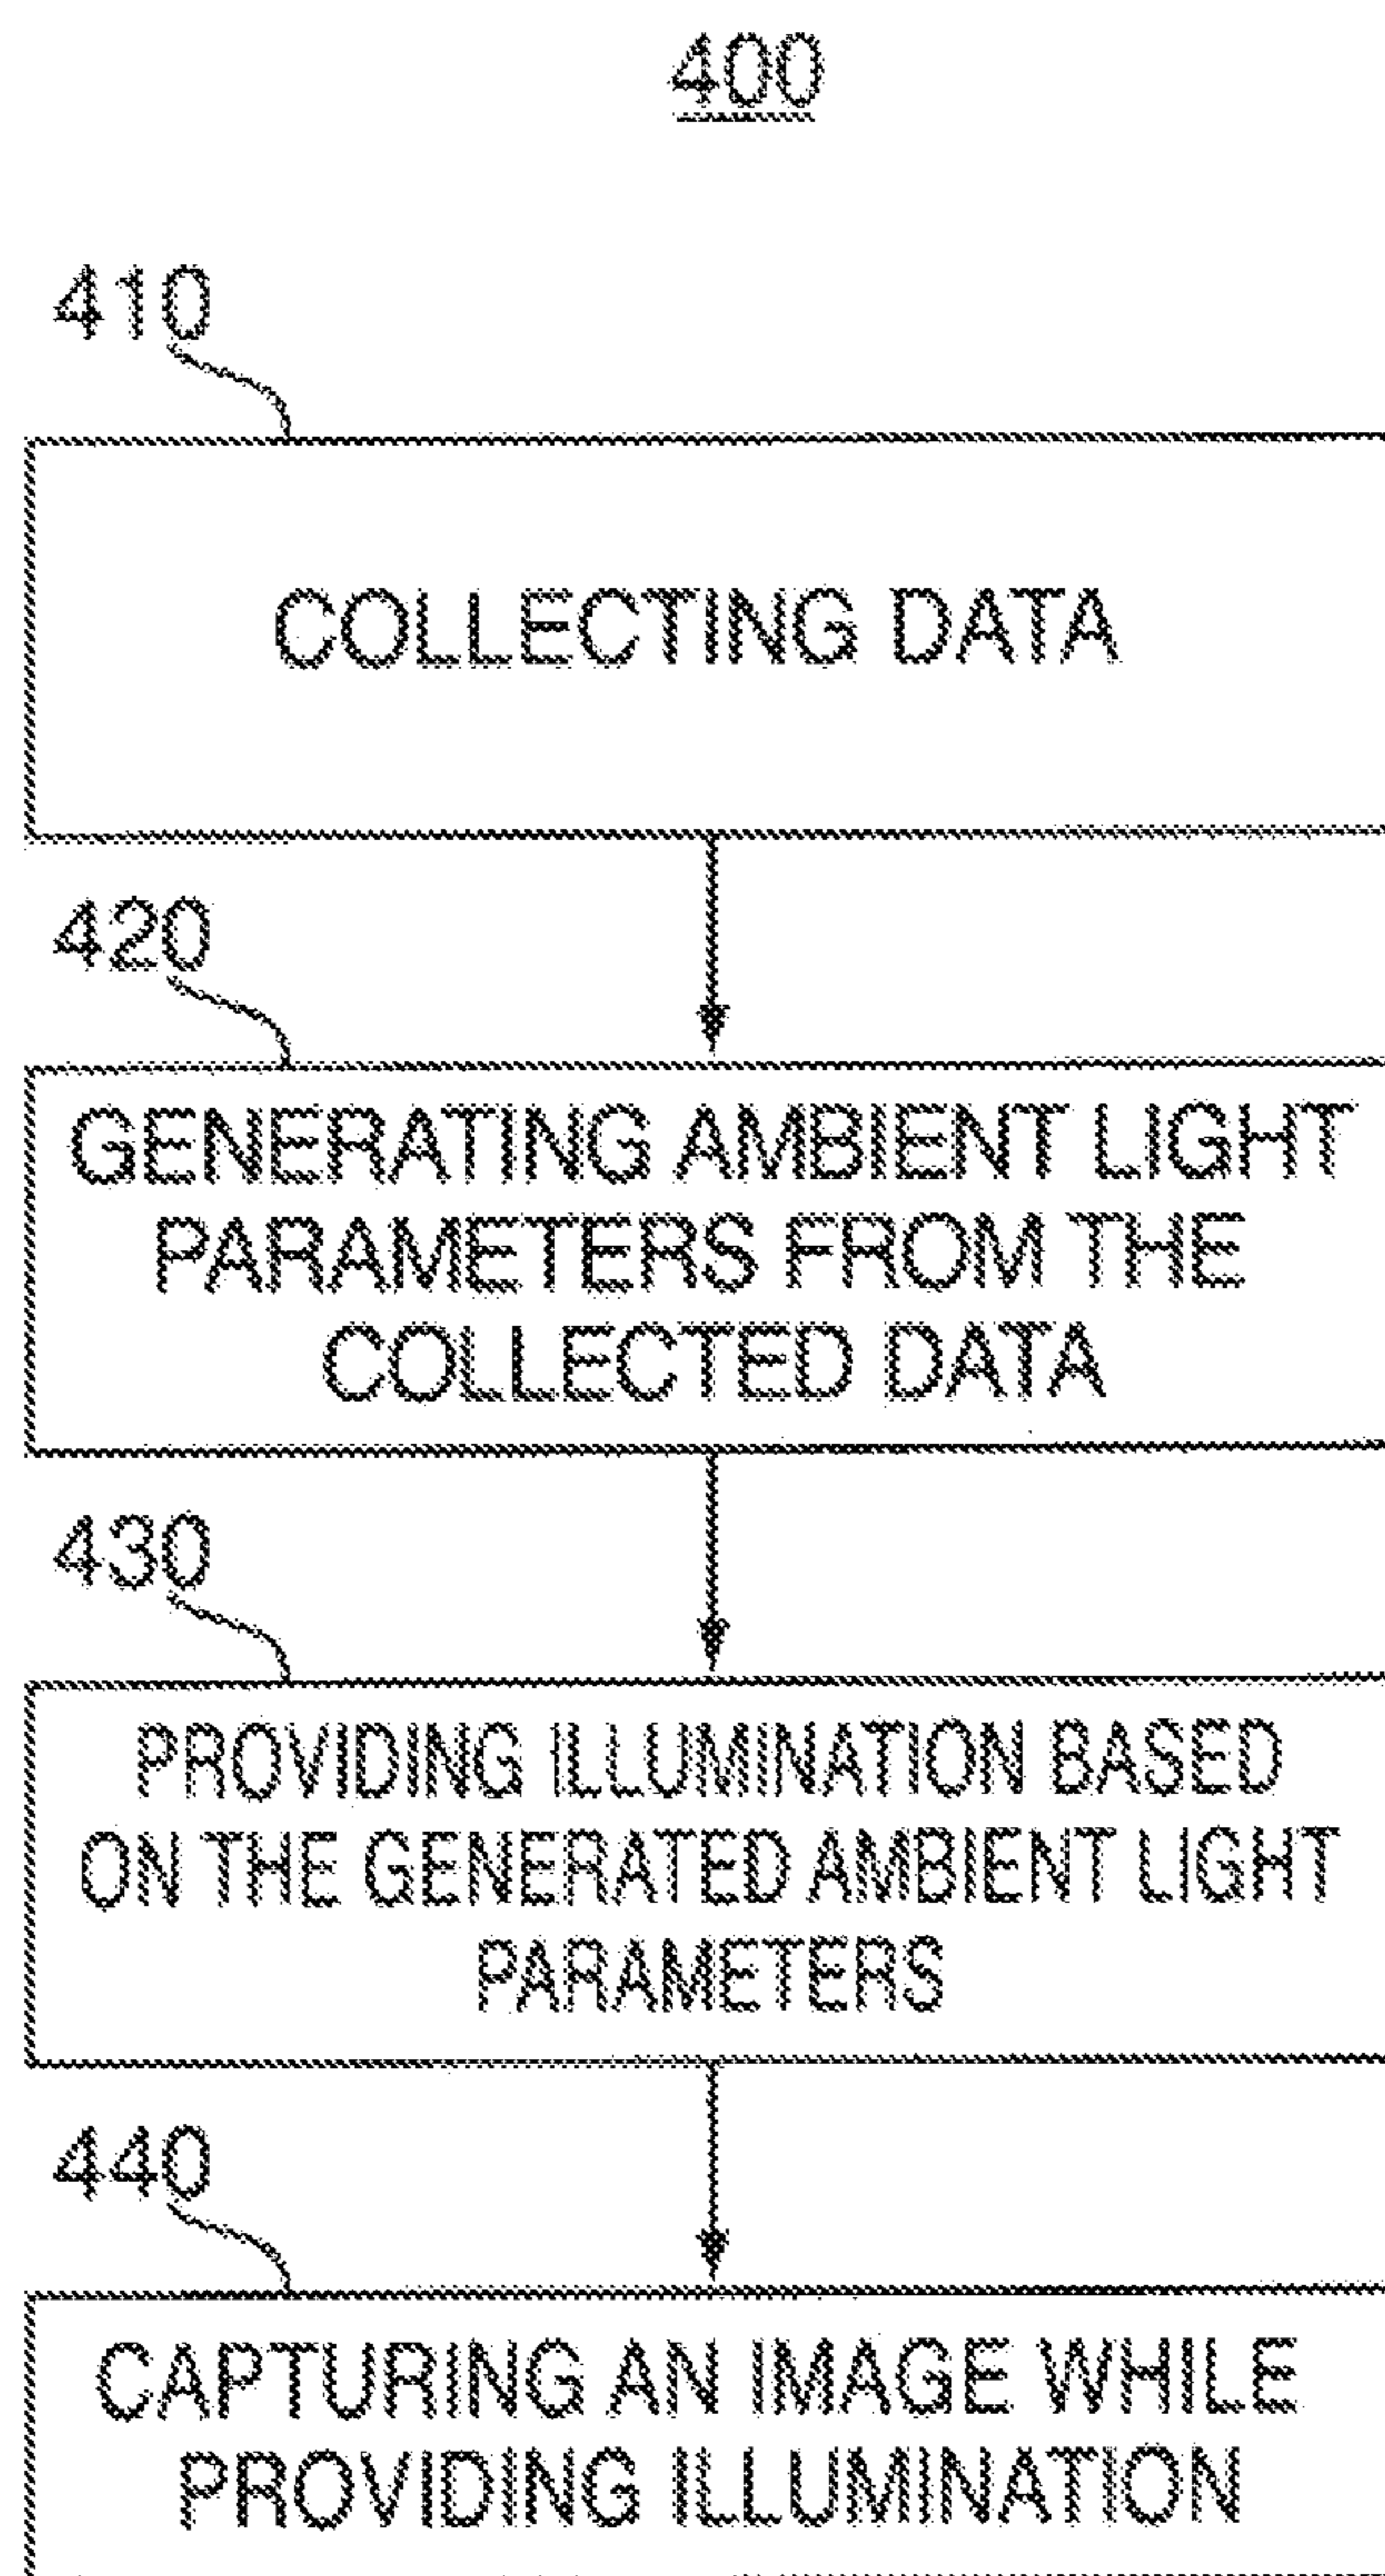 400
410
COLLECTING DATA
420
GENERATING AMBIENT LIGHT
PARAMETERS FROM THE
COLLECTED DATA
430
PROVIDING ILLUMINATION BASED
ON THE GENERATED AMBIENT LIGHT
PARAMETERS
440
CAPTURING AN IMAGE WHILE
PROVIDING ILLUMINATION